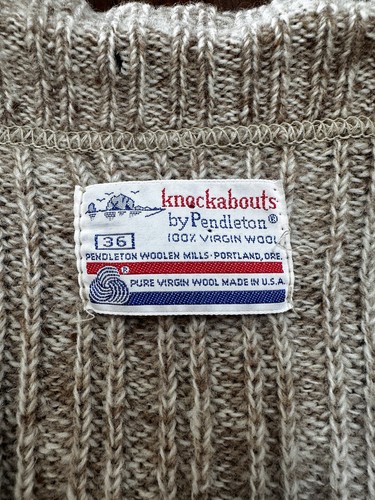 knockabouts
by Pendleton®
36
100% VIRGIN WOOL
PENDLETON WOOLEN MILLS · PORTLAND, ORE.
®
PURE VIRGIN WOOL MADE IN U.S.A.